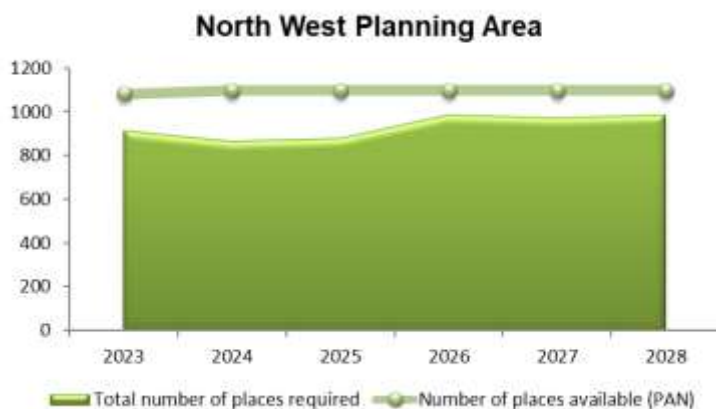 North West Planning Area
1200
1000
800
600
400
200
0
2023 2024 2025 2026 2027 2028
Total number of places required Number of places available (PAN)